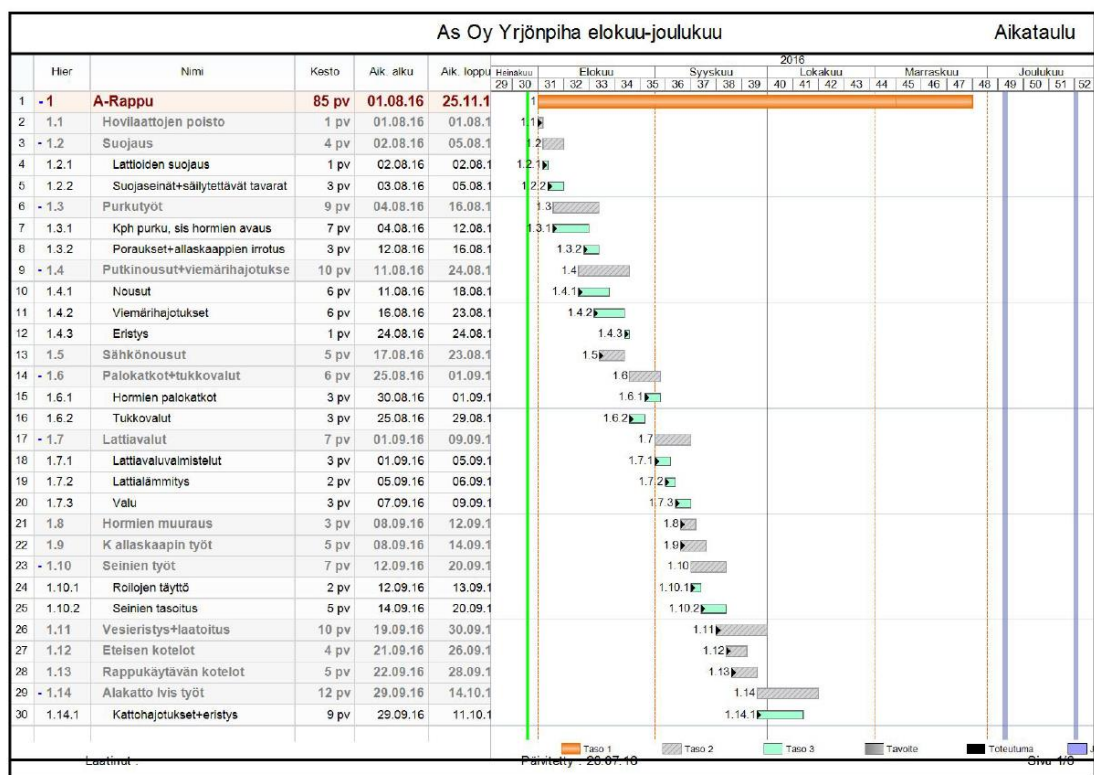 As Oy Yrjönpiha elokuu-joulukuu Aikataulu
2016
Hier Nimi Kesto Aik. alku Aik. loppu Heinäkuu Elokuu Syyskuu Lokakuu Marraskuu Joulukuu
29 30 31 32 33 34 35 36 37 38 39 40 41 42 43 44 45 46 47 48 49 50 51 52
1 -1 A-Rappu 85 pv 01.08.16 25.11.1 1
2 1.1 Hovilaattojen poisto 1 pv 01.08.16 01.08.1 1.1
3 -1.2 Suojaus 4 pv 02.08.16 05.08.1 1.2
4 1.2.1 Lattioiden suojaus 1 pv 02.08.16 02.08.1 1.2.1
5 1.2.2 Suojaseinät+säilytettävät tavarat 3 pv 03.08.16 05.08.1 1.2.2
6 -1.3 Purkutyöt 9 pv 04.08.16 16.08.1 1.3
7 1.3.1 Kph purku, sis hormien avaus 7 pv 04.08.16 12.08.1 1.3.1
8 1.3.2 Poraukset+allaskaappien irrotus 3 pv 12.08.16 16.08.1 1.3.2
9 -1.4 Putkinousut+viemärihajotukse 10 pv 11.08.16 24.08.1 1.4
10 1.4.1 Nousut 6 pv 11.08.16 18.08.1 1.4.1
11 1.4.2 Viemärihajotukset 6 pv 16.08.16 23.08.1 1.4.2
12 1.4.3 Eristys 1 pv 24.08.16 24.08.1 1.4.3
13 1.5 Sähkönousut 5 pv 17.08.16 23.08.1 1.5
14 -1.6 Palokatkot+tukkovalut 6 pv 25.08.16 01.09.1 1.6
15 1.6.1 Hormien palokatkot 3 pv 30.08.16 01.09.1 1.6.1
16 1.6.2 Tukkovalut 3 pv 25.08.16 29.08.1 1.6.2
17 -1.7 Lattiavalut 7 pv 01.09.16 09.09.1 1.7
18 1.7.1 Lattiavaluvalmistelut 3 pv 01.09.16 05.09.1 1.7.1
19 1.7.2 Lattialämmitys 2 pv 05.09.16 06.09.1 1.7.2
20 1.7.3 Valu 3 pv 07.09.16 09.09.1 1.7.3
21 1.8 Hormien muuraus 3 pv 08.09.16 12.09.1 1.8
22 1.9 K allaskaapin työt 5 pv 08.09.16 14.09.1 1.9
23 -1.10 Seinien työt 7 pv 12.09.16 20.09.1 1.10
24 1.10.1 Roilojen täyttö 2 pv 12.09.16 13.09.1 1.10.1
25 1.10.2 Seinien tasoitus 5 pv 14.09.16 20.09.1 1.10.2
26 1.11 Vesieristys+laatoitus 10 pv 19.09.16 30.09.1 1.11
27 1.12 Eteisen kotelot 4 pv 21.09.16 26.09.1 1.12
28 1.13 Rappukäytävän kotelot 5 pv 22.09.16 28.09.1 1.13
29 -1.14 Alakatto lvis työt 12 pv 29.09.16 14.10.1 1.14
30 1.14.1 Kattohajotukset+eristys 9 pv 29.09.16 11.10.1 1.14.1
Taso 1 Taso 2 Taso 3 Tavoite Toteutuma J
Laatinut : Päivitetty : 26.07.16 Sivu 1/6